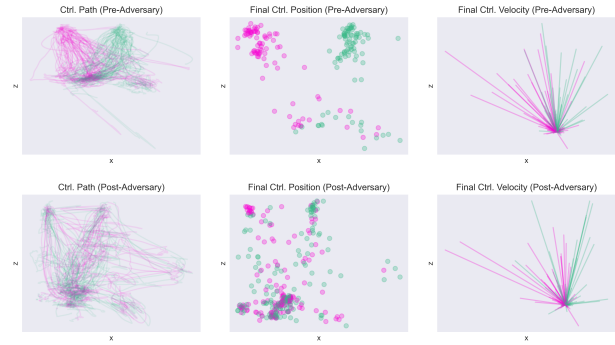 Ctrl. Path (Pre-Adversary)
Final Ctrl. Position (Pre-Adversary)
Final Ctrl. Velocity (Pre-Adversary)
z
z
z
x
x
x
Ctrl. Path (Post-Adversary)
Final Ctrl. Position (Post-Adversary)
Final Ctrl. Velocity (Post-Adversary)
z
z
z
x
x
x